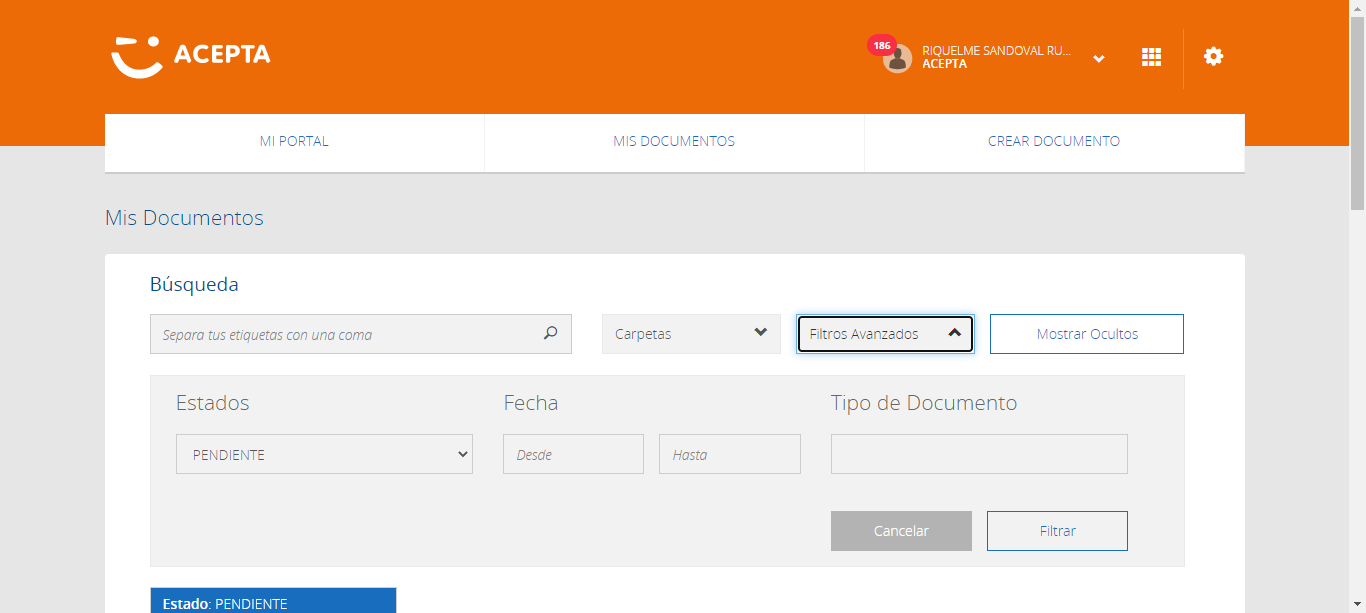 ACEPTA
186
RIQUELME SANDOVAL RU...
ACEPTA
MI PORTAL
MIS DOCUMENTOS
CREAR DOCUMENTO
Mis Documentos
Búsqueda
Separa tus etiquetas con una coma
Carpetas
Filtros Avanzados
Mostrar Ocultos
Estados
Fecha
Tipo de Documento
PENDIENTE
Desde
Hasta
Cancelar
Filtrar
Estado: PENDIENTE